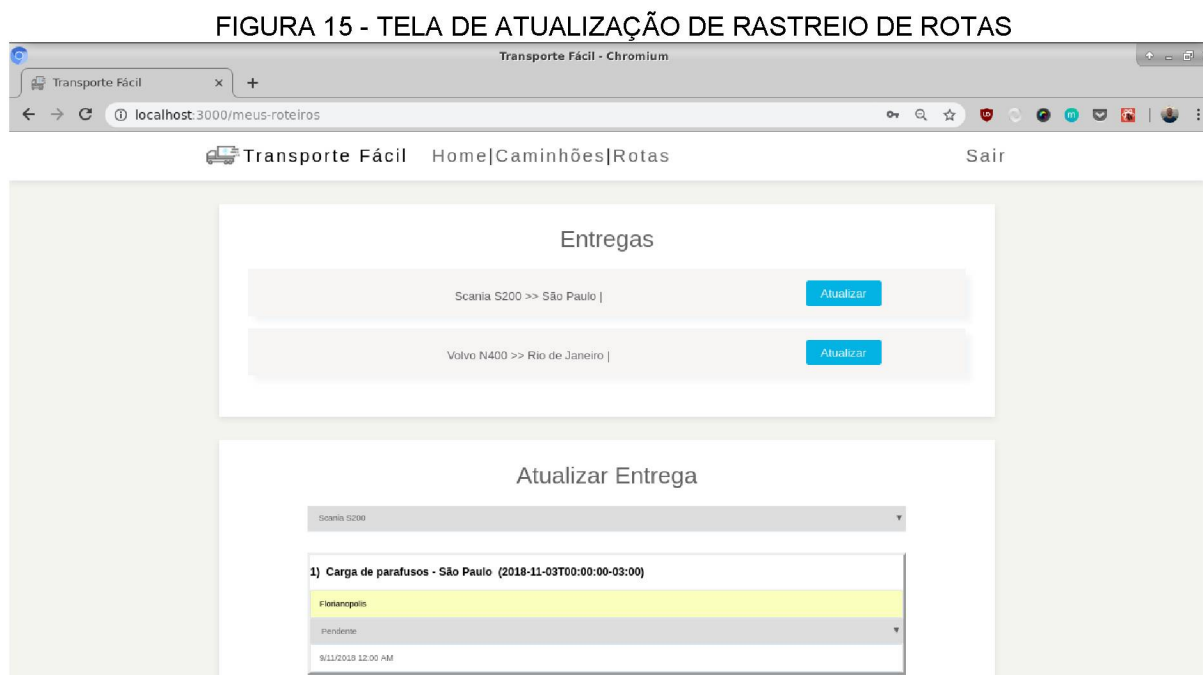 FIGURA 15 - TELA DE ATUALIZAÇÃO DE RASTREIO DE ROTAS
Transporte Fácil - Chromium
Transporte Fácil
localhost:3000/meus-roteiros
Transporte Fácil Home|Caminhões|Rotas Sair
Entregas
Scania S200 >> São Paulo | Atualizar
Volvo N400 >> Rio de Janeiro | Atualizar
Atualizar Entrega
Scania S200
1) Carga de parafusos - São Paulo (2018-11-03T00:00:00-03:00)
Florianopolis
Pendente
9/11/2018 12:00 AM